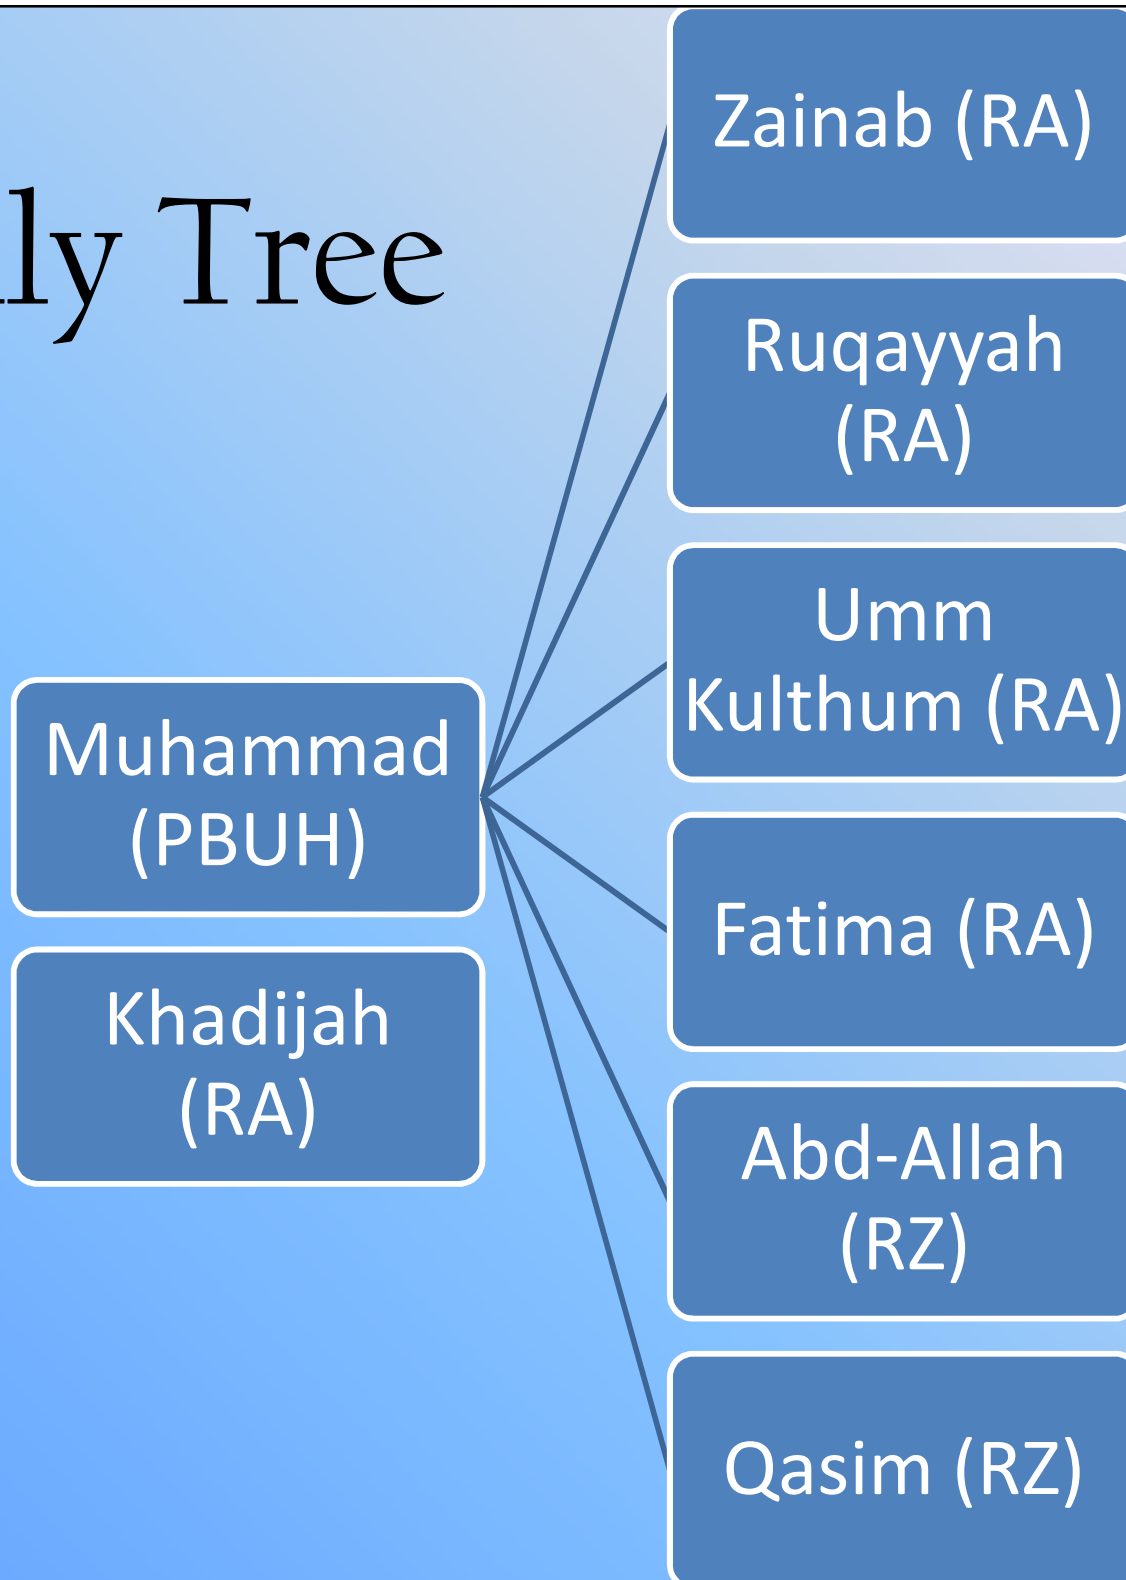 ly Tree
Muhammad
(PBUH)
Khadijah
(RA)
Zainab (RA)
Ruqayyah
(RA)
Umm
Kulthum (RA)
Fatima (RA)
Abd-Allah
(RZ)
Qasim (RZ)